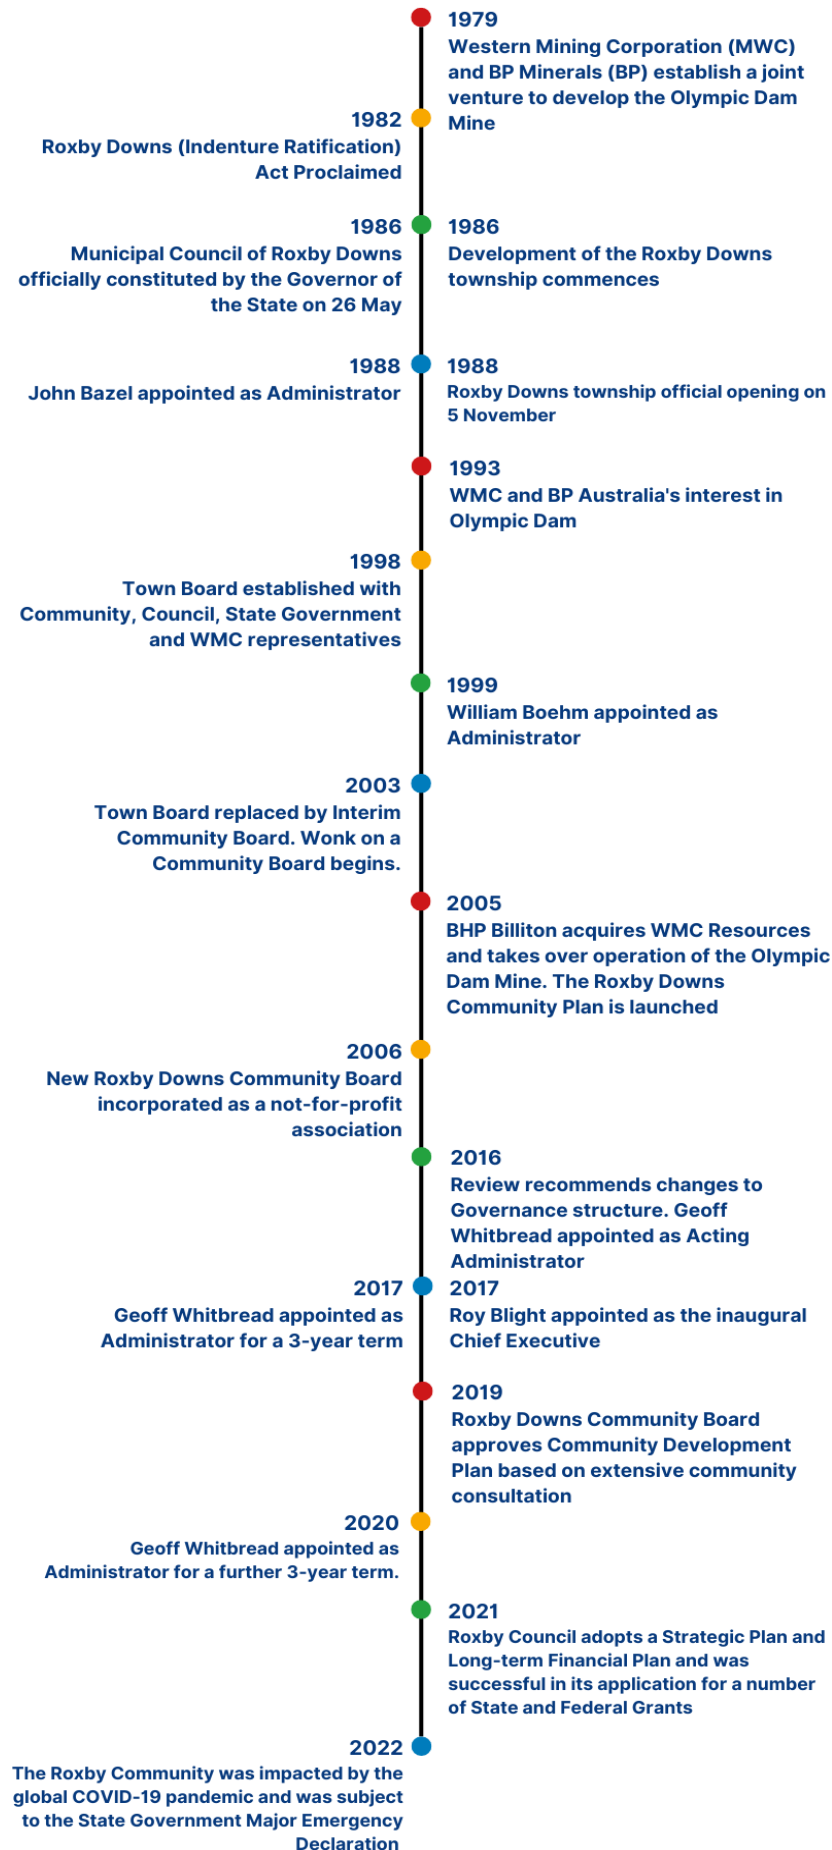 1979
Western Mining Corporation (MWC)
and BP Minerals (BP) establish a joint
venture to develop the Olympic Dam
Mine
1982
Roxby Downs (Indenture Ratification)
Act Proclaimed
1986
Municipal Council of Roxby Downs
officially constituted by the Governor of
the State on 26 May
1986
Development of the Roxby Downs
township commences
1988
John Bazel appointed as Administrator
1988
Roxby Downs township official opening on
5 November
1993
WMC and BP Australia's interest in
Olympic Dam
1998
Town Board established with
Community, Council, State Government
and WMC representatives
1999
William Boehm appointed as
Administrator
2003
Town Board replaced by Interim
Community Board. Wonk on a
Community Board begins.
2005
BHP Billiton acquires WMC Resources
and takes over operation of the Olympic
Dam Mine. The Roxby Downs
Community Plan is launched
2006
New Roxby Downs Community Board
incorporated as a not-for-profit
association
2016
Review recommends changes to
Governance structure. Geoff
Whitbread appointed as Acting
Administrator
2017
Geoff Whitbread appointed as
Administrator for a 3-year term
2017
Roy Blight appointed as the inaugural
Chief Executive
2019
Roxby Downs Community Board
approves Community Development
Plan based on extensive community
consultation
2020
Geoff Whitbread appointed as
Administrator for a further 3-year term.
2021
Roxby Council adopts a Strategic Plan and
Long-term Financial Plan and was
successful in its application for a number
of State and Federal Grants
2022
The Roxby Community was impacted by the
global COVID-19 pandemic and was subject
to the State Government Major Emergency
Declaration